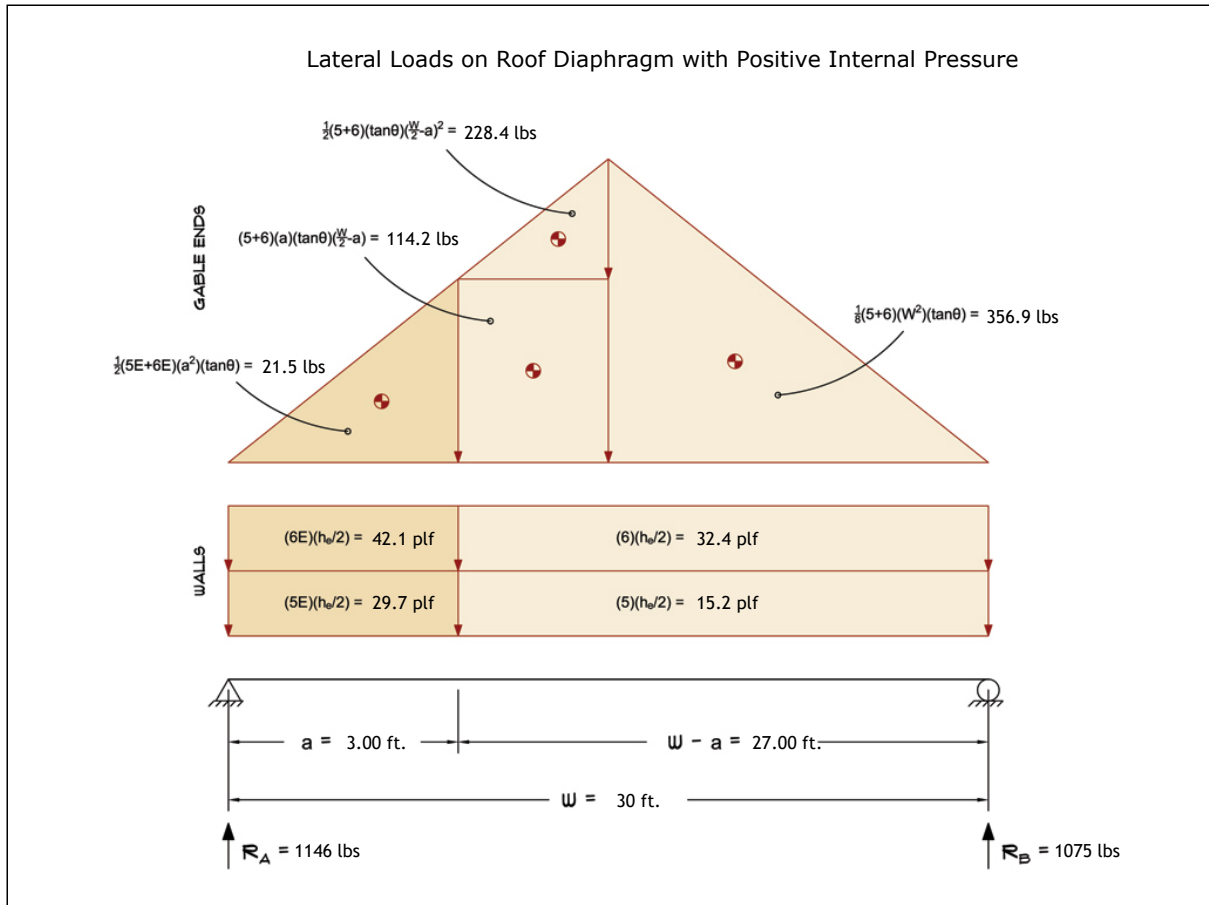 Lateral Loads on Roof Diaphragm with Positive Internal Pressure
½(5+6)(tanθ)(W/2-a)² = 228.4 lbs
GABLE ENDS
(5+6)(a)(tanθ)(W/2-a) = 114.2 lbs
⅛(5+6)(W²)(tanθ) = 356.9 lbs
½(5E+6E)(a²)(tanθ) = 21.5 lbs
WALLS
(6E)(hₑ/2) = 42.1 plf
(6)(hₑ/2) = 32.4 plf
(5E)(hₑ/2) = 29.7 plf
(5)(hₑ/2) = 15.2 plf
a = 3.00 ft.
W - a = 27.00 ft.
W = 30 ft.
R_A = 1146 lbs
R_B = 1075 lbs